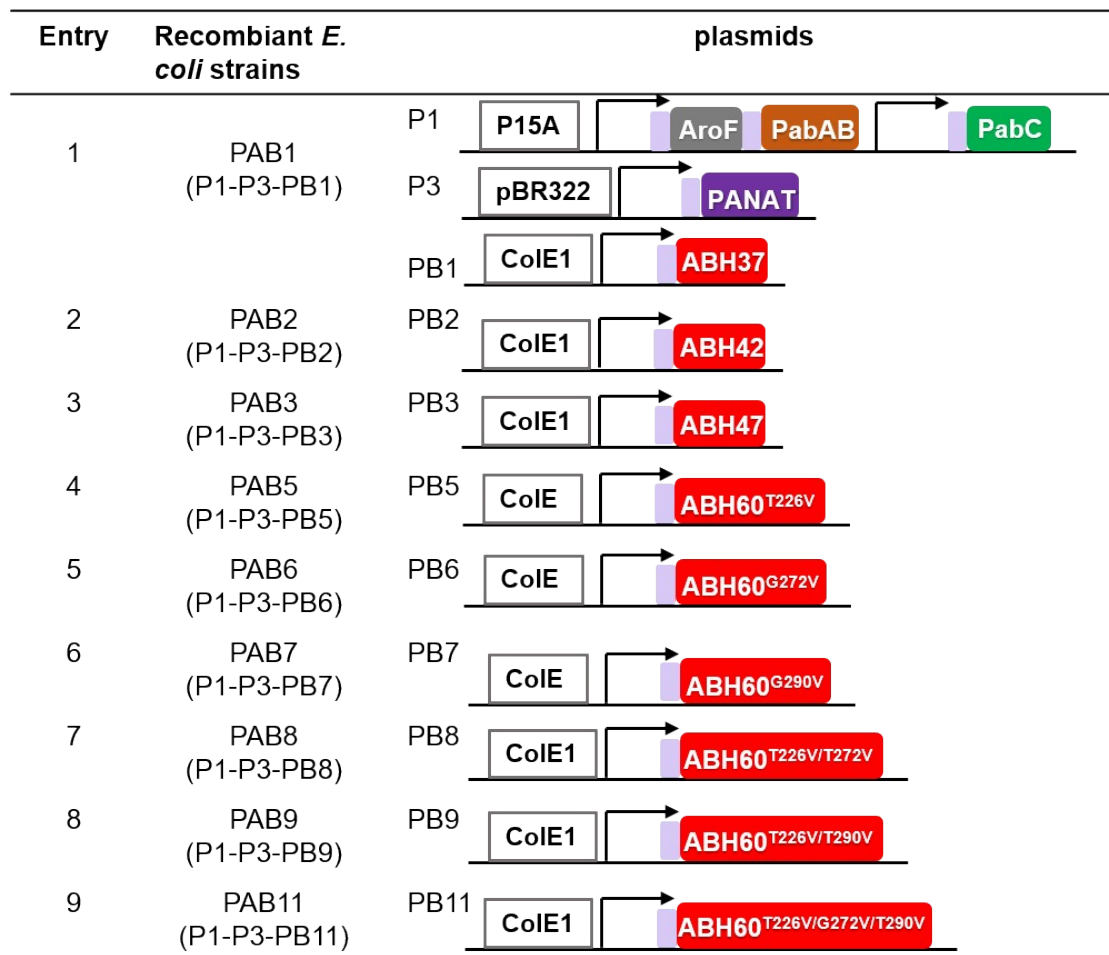 Entry Recombiant E. coli strains plasmids
1 PAB1 (P1-P3-PB1)
P1 P15A AroF PabAB PabC
P3 pBR322 PANAT
PB1 ColE1 ABH37
2 PAB2 (P1-P3-PB2) PB2 ColE1 ABH42
3 PAB3 (P1-P3-PB3) PB3 ColE1 ABH47
4 PAB5 (P1-P3-PB5) PB5 ColE ABH60T226V
5 PAB6 (P1-P3-PB6) PB6 ColE ABH60G272V
6 PAB7 (P1-P3-PB7) PB7 ColE ABH60G290V
7 PAB8 (P1-P3-PB8) PB8 ColE1 ABH60T226V/T272V
8 PAB9 (P1-P3-PB9) PB9 ColE1 ABH60T226V/T290V
9 PAB11 (P1-P3-PB11) PB11 ColE1 ABH60T226V/G272V/T290V